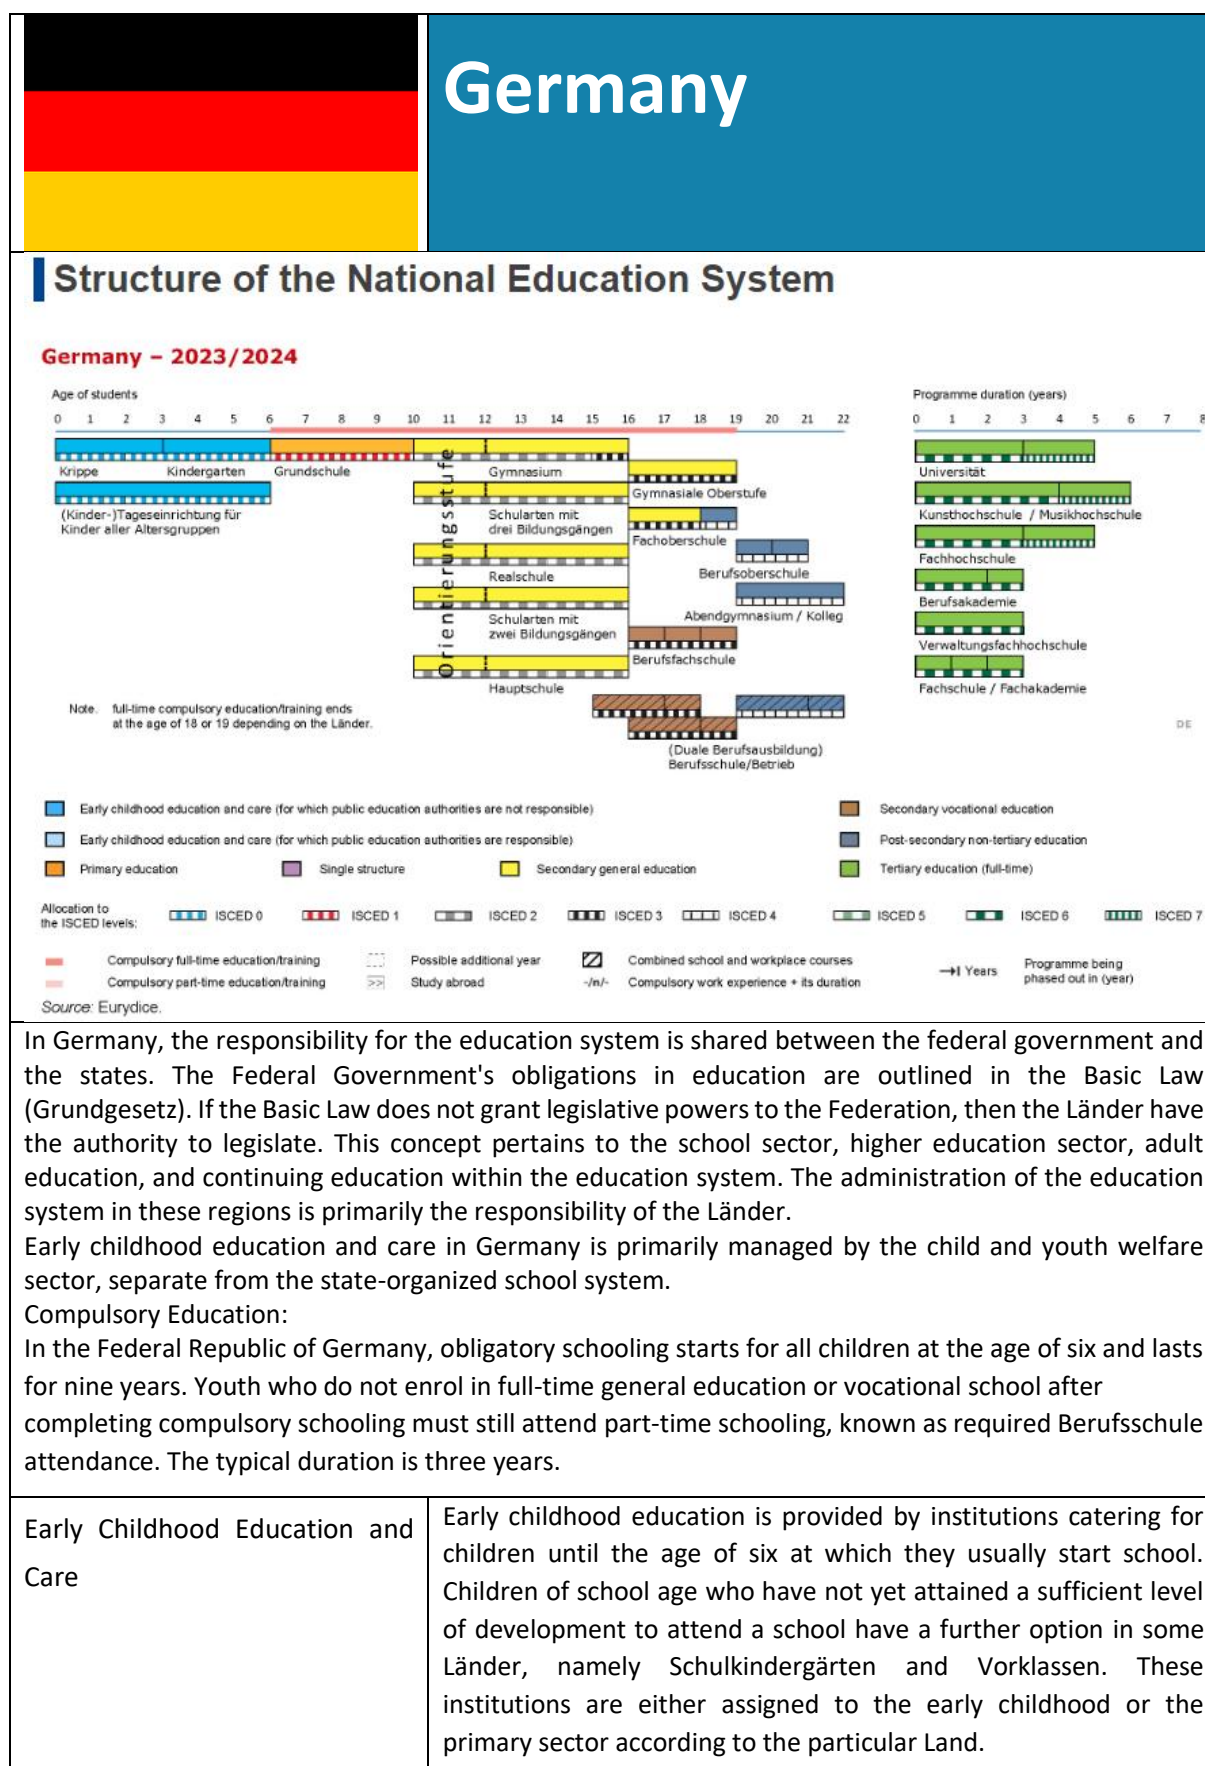 Germany
Structure of the National Education System
Germany – 2023/2024
Age of students
Programme duration (years)
0 1 2 3 4 5 6 7 8 9 10 11 12 13 14 15 16 17 18 19 20 21 22
0 1 2 3 4 5 6 7 8
Krippe
Kindergarten
Grundschule
(Kinder-)Tageseinrichtung für
Kinder aller Altersgruppen
Orientierungsstufe
Gymnasium
Schularten mit
drei Bildungsgängen
Realschule
Schularten mit
zwei Bildungsgängen
Hauptschule
Gymnasiale Oberstufe
Fachoberschule
Berufsoberschule
Abendgymnasium / Kolleg
Berufsfachschule
(Duale Berufsausbildung)
Berufsschule/Betrieb
Universität
Kunsthochschule / Musikhochschule
Fachhochschule
Berufsakademie
Verwaltungsfachhochschule
Fachschule / Fachakademie
Note. full-time compulsory education/training ends
at the age of 18 or 19 depending on the Länder.
DE
Early childhood education and care (for which public education authorities are not responsible)
Secondary vocational education
Early childhood education and care (for which public education authorities are responsible)
Post-secondary non-tertiary education
Primary education
Single structure
Secondary general education
Tertiary education (full-time)
Allocation to
the ISCED levels:
ISCED 0
ISCED 1
ISCED 2
ISCED 3
ISCED 4
ISCED 5
ISCED 6
ISCED 7
Compulsory full-time education/training
Possible additional year
Combined school and workplace courses
Compulsory part-time education/training
>> Study abroad
-/n/- Compulsory work experience + its duration
Years
Programme being
phased out in (year)
Source: Eurydice.
In Germany, the responsibility for the education system is shared between the federal government and
the states. The Federal Government's obligations in education are outlined in the Basic Law
(Grundgesetz). If the Basic Law does not grant legislative powers to the Federation, then the Länder have
the authority to legislate. This concept pertains to the school sector, higher education sector, adult
education, and continuing education within the education system. The administration of the education
system in these regions is primarily the responsibility of the Länder.
Early childhood education and care in Germany is primarily managed by the child and youth welfare
sector, separate from the state-organized school system.
Compulsory Education:
In the Federal Republic of Germany, obligatory schooling starts for all children at the age of six and lasts
for nine years. Youth who do not enrol in full-time general education or vocational school after
completing compulsory schooling must still attend part-time schooling, known as required Berufsschule
attendance. The typical duration is three years.
Early Childhood Education and
Care
Early childhood education is provided by institutions catering for
children until the age of six at which they usually start school.
Children of school age who have not yet attained a sufficient level
of development to attend a school have a further option in some
Länder, namely Schulkindergärten and Vorklassen. These
institutions are either assigned to the early childhood or the
primary sector according to the particular Land.